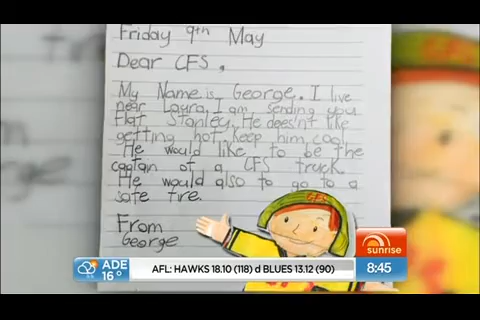 Friday 9th May
Dear CFS,
My Name is George. I live
near Laura. I am sending you
Flat Stanley. He does'nt like
getting hot. Keep him cool
He would like to be the
captain of a CFS truck.
He would also to go to a
safe fire.
From
George
CFS
sunrise
ADE
16°
AFL: HAWKS 18.10 (118) d BLUES 13.12 (90)
8:45